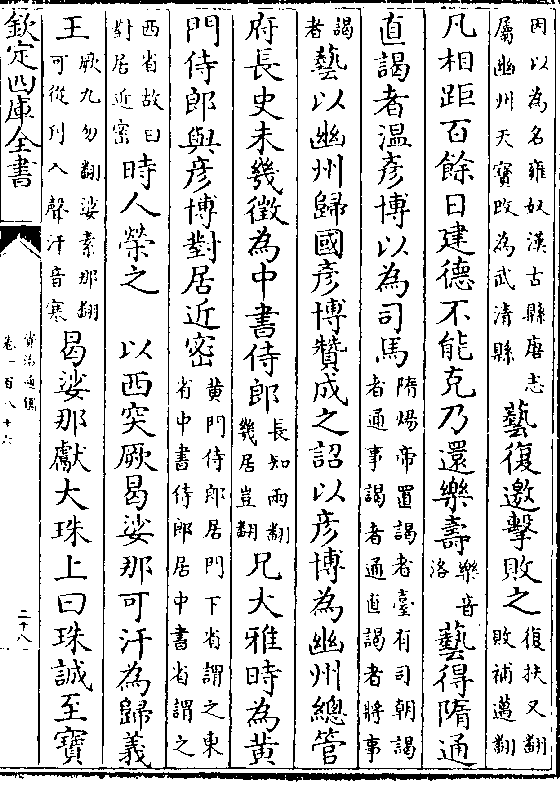 因以為名雍奴漢古縣唐志
屬幽州天寶改為武清縣
藝復邀擊敗之
復扶又翻
敗補邁翻
凡相距百餘日建德不能克乃還樂壽
樂音
洛
藝得隋通
直謁者溫彥博以為司馬
隋煬帝置謁者臺有司朝謁
者通事謁者通直謁者將事
謁
者
藝以幽州歸國彥博贊成之詔以彥博為幽州總管
府長史未幾徵為中書侍郎
長知兩翻
幾居豈翻
兄大雅時為黄
門侍郎與彥博對居近密
黄門侍郎居門下省謂之東
省中書侍郎居中書省謂之
西省故曰
對居近宻
時人榮之 以西突厥曷娑那可汗為歸義
王
厥九勿翻娑素那翻
可從刋入聲汗音寒
曷娑那獻大珠上曰珠誠至寶
欽定四庫全書
資治通鑑
卷一百八十六
二十八